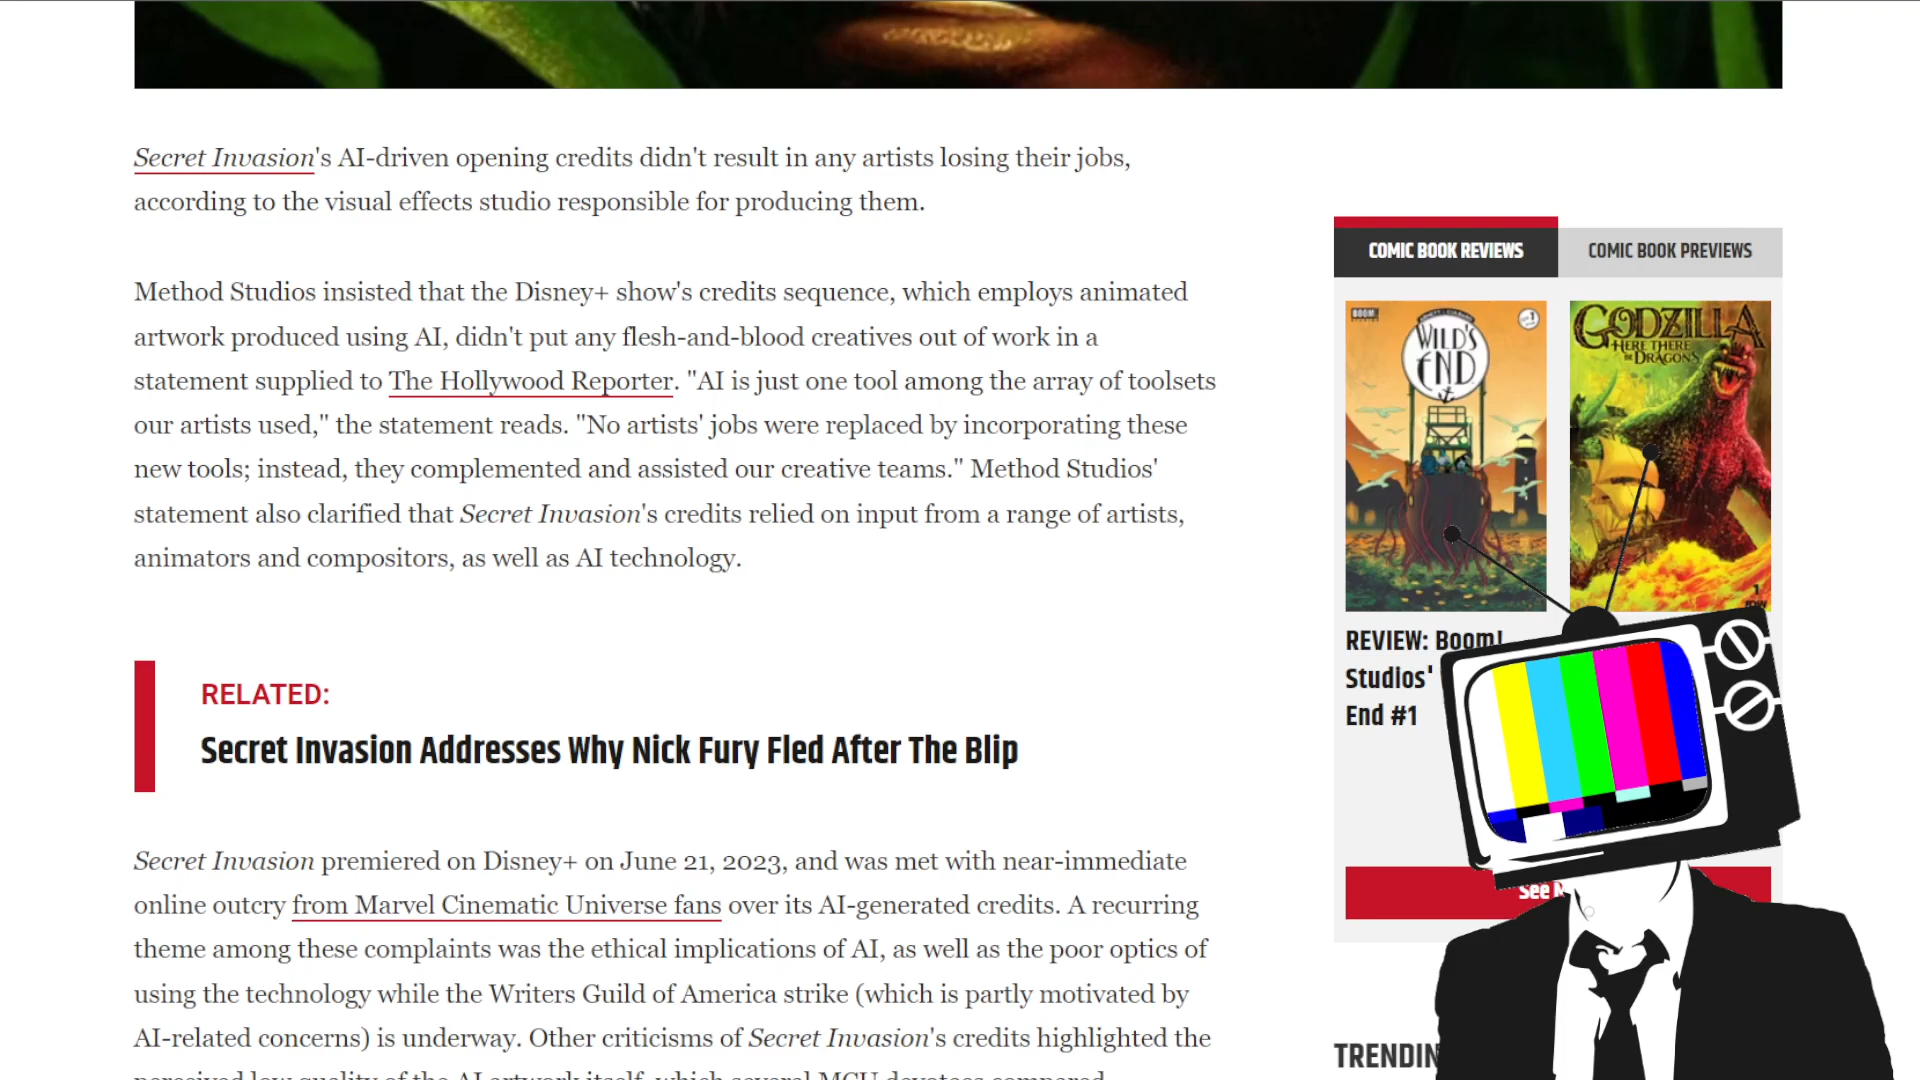 Secret Invasion's AI-driven opening credits didn't result in any artists losing their jobs,
according to the visual effects studio responsible for producing them.
Method Studios insisted that the Disney+ show's credits sequence, which employs animated
artwork produced using AI, didn't put any flesh-and-blood creatives out of work in a
statement supplied to The Hollywood Reporter. "AI is just one tool among the array of toolsets
our artists used," the statement reads. "No artists' jobs were replaced by incorporating these
new tools; instead, they complemented and assisted our creative teams." Method Studios'
statement also clarified that Secret Invasion's credits relied on input from a range of artists,
animators and compositors, as well as AI technology.
RELATED:
Secret Invasion Addresses Why Nick Fury Fled After The Blip
Secret Invasion premiered on Disney+ on June 21, 2023, and was met with near-immediate
online outcry from Marvel Cinematic Universe fans over its AI-generated credits. A recurring
theme among these complaints was the ethical implications of AI, as well as the poor optics of
using the technology while the Writers Guild of America strike (which is partly motivated by
AI-related concerns) is underway. Other criticisms of Secret Invasion's credits highlighted the
COMIC BOOK REVIEWS
COMIC BOOK PREVIEWS
BOOM!
WILD'S
END
GODZILLA
HERE THERE
BE DRAGONS
1
REVIEW: Boom!
Studios'
End #1
See
TRENDIN